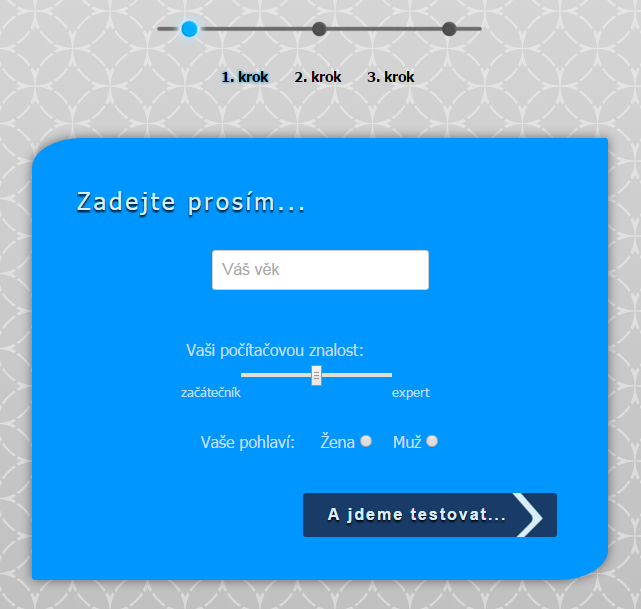 1. krok 2. krok 3. krok
Zadejte prosím...
Váš věk
Vaši počítačovou znalost:
začátečník expert
Vaše pohlaví: Žena Muž
A jdeme testovat...